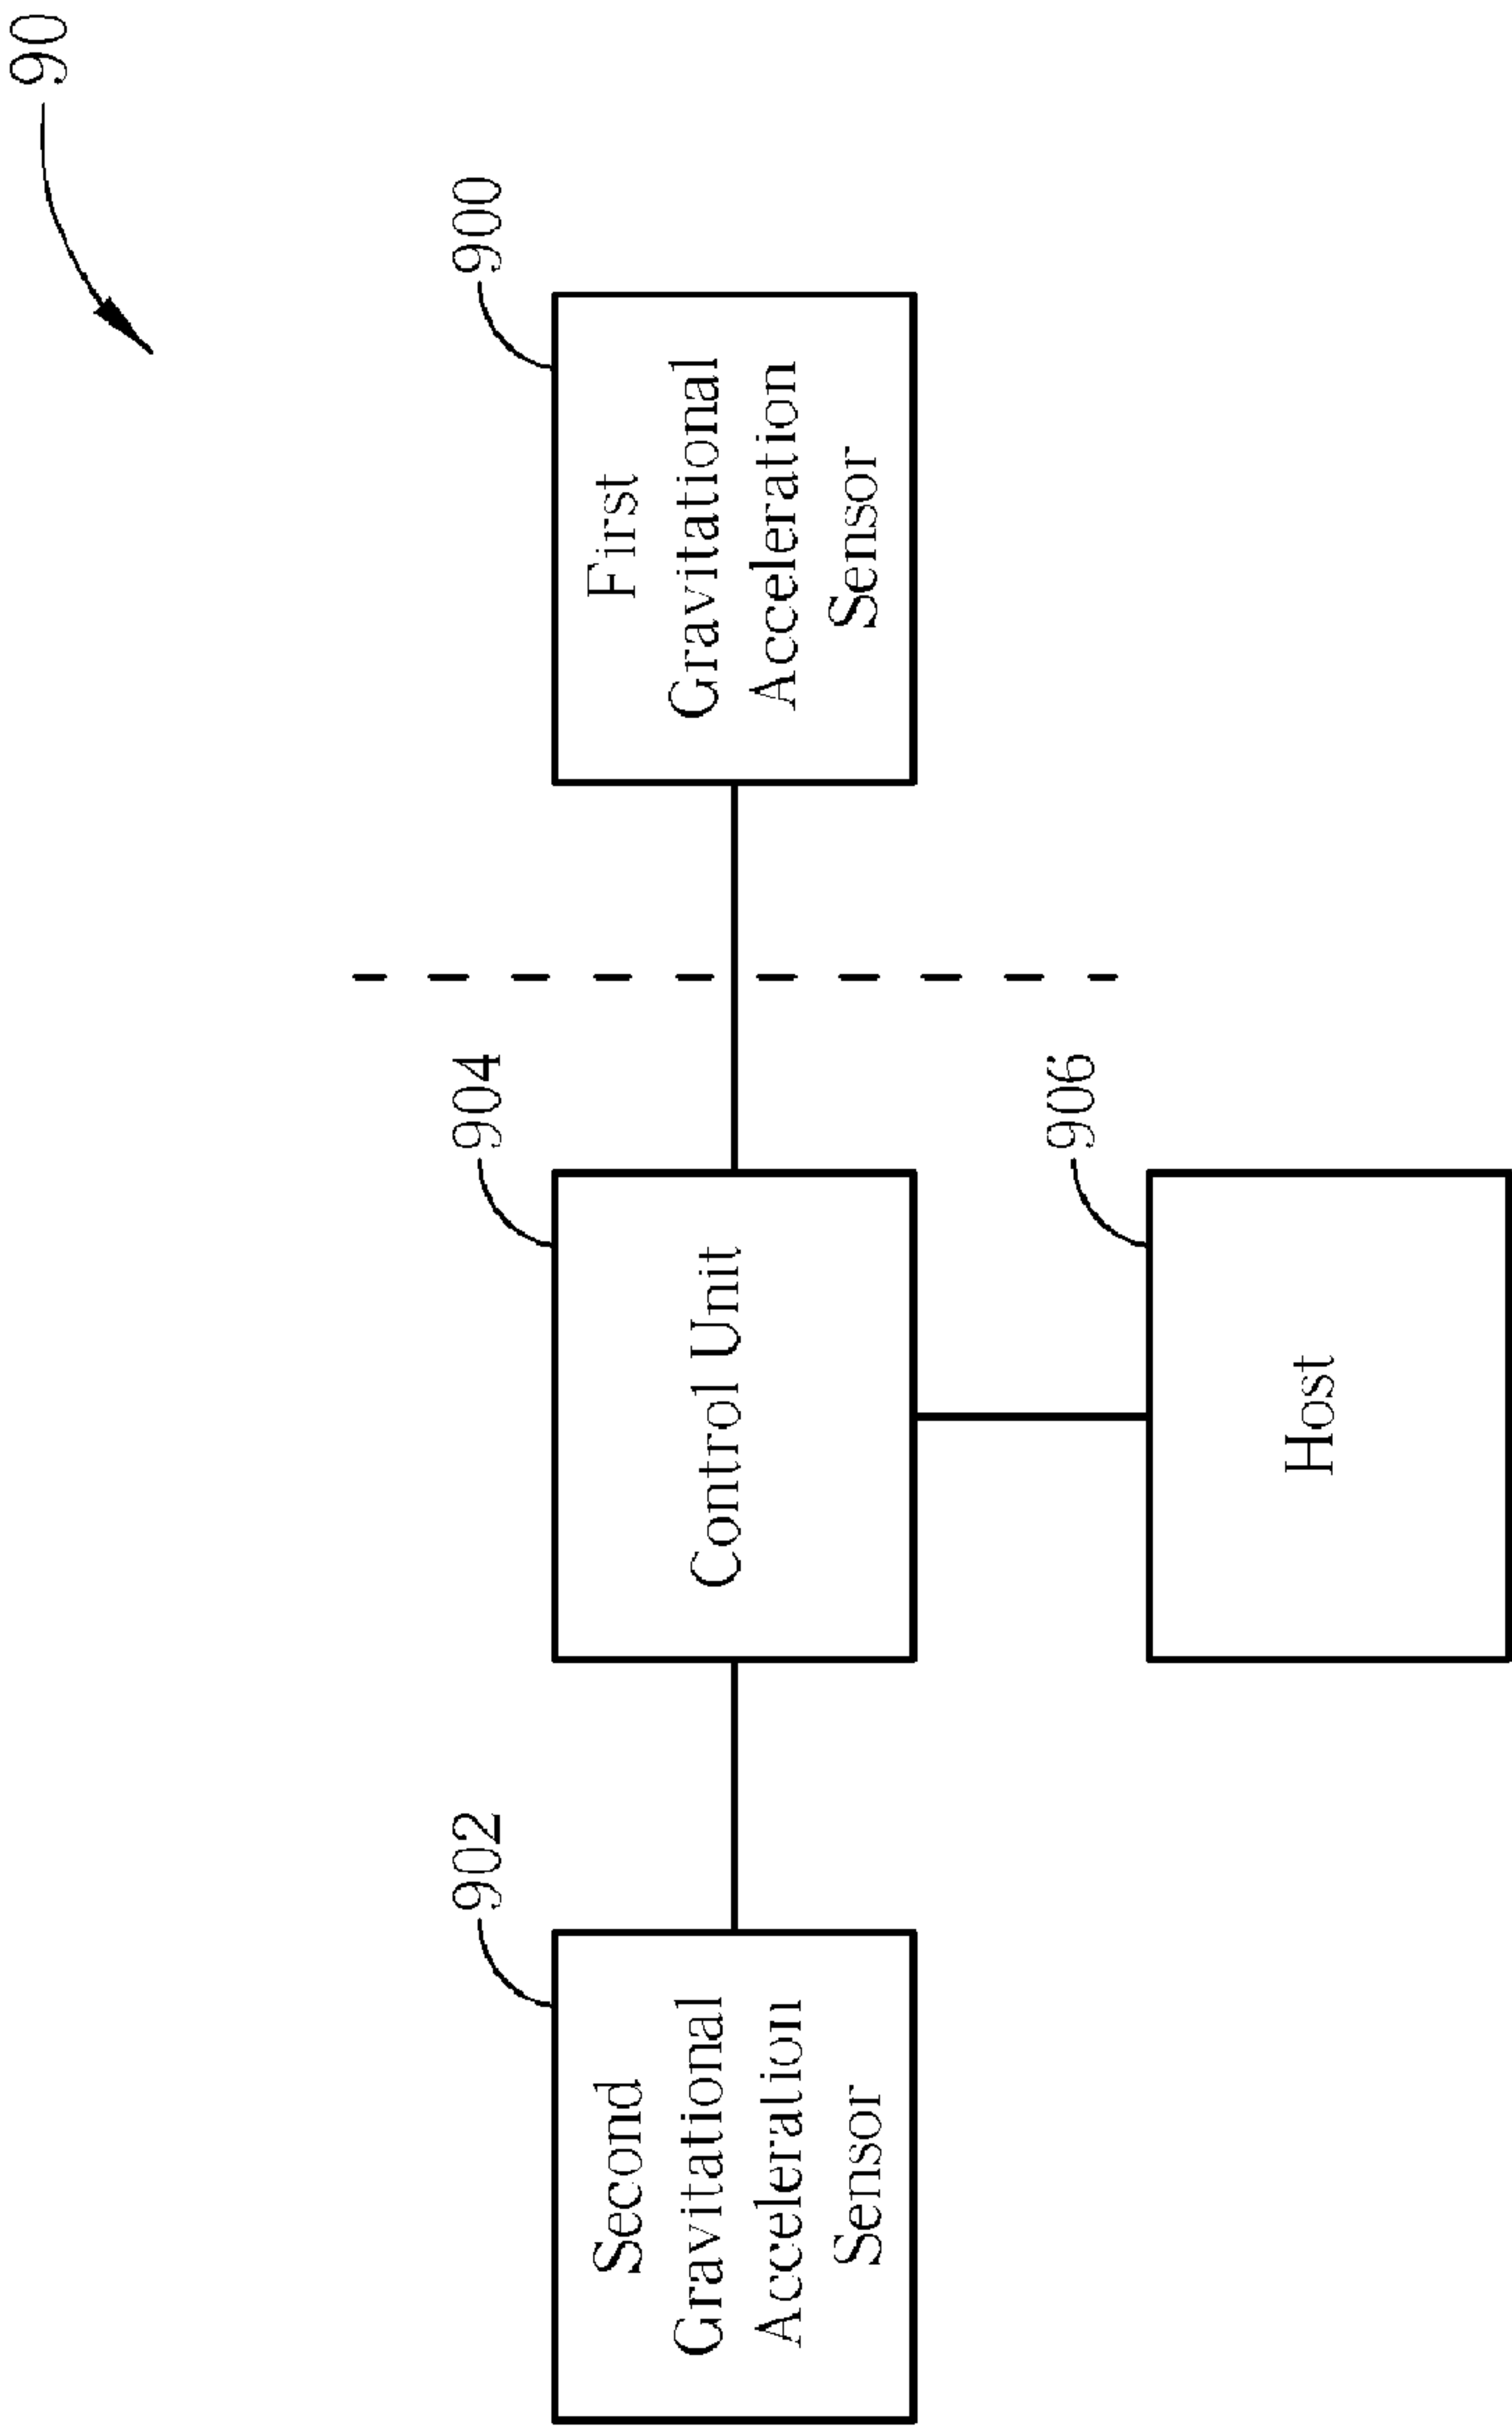 90
902
Second
Gravitational
Acceleration
Sensor
904
Control Unit
900
First
Gravitational
Acceleration
Sensor
906
Host